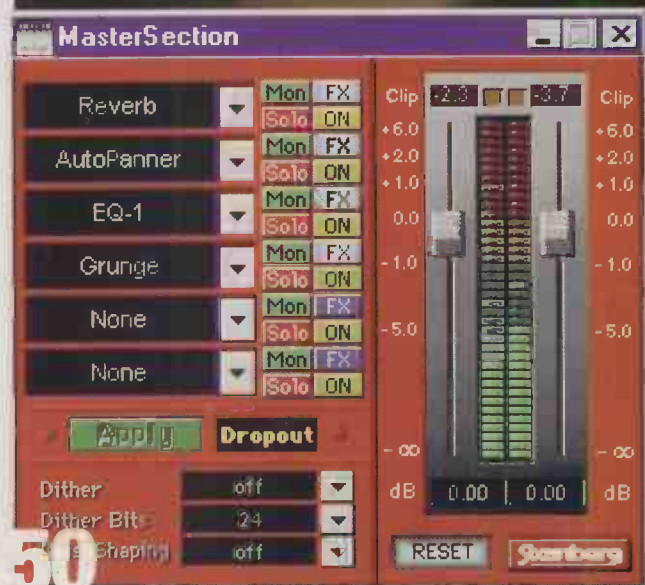 MasterSection
Reverb
Mon FX
Solo ON
AutoPanner
Mon FX
Solo ON
EQ-1
Mon FX
Solo ON
Grunge
Mon FX
Solo ON
None
Mon FX
Solo ON
None
Mon FX
Solo ON
Apply
Dropout
Dither off
Dither Bits 24
Shaping off
50
Clip -2.3 -3.7 Clip
+6.0 +6.0
+2.0 +2.0
+1.0 +1.0
0.0 0.0
-1.0 -1.0
-5.0 -5.0
-∞ -∞
dB 0.00 0.00 dB
RESET
Steinberg